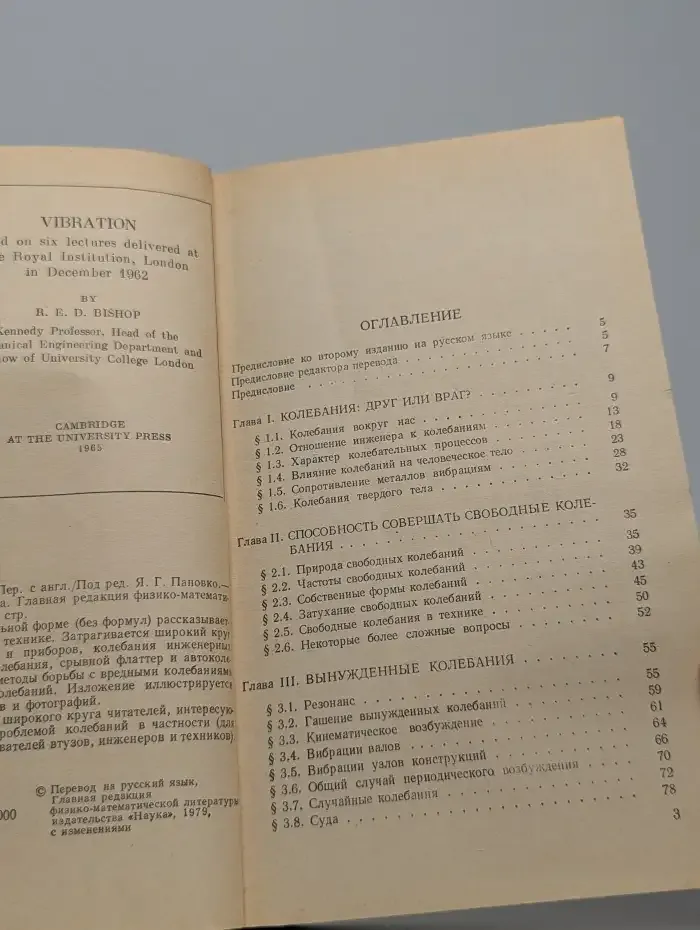 VIBRATION
on six lectures delivered at
Royal Institution, London
in December 1962
BY
R. E. D. BISHOP
Kennedy Professor, Head of the
anical Engineering Department and
ow of University College London
CAMBRIDGE
AT THE UNIVERSITY PRESS
1965
Пер. с англ./Под ред. Я. Г. Пановко.—
а. Главная редакция физико-математи-
стр.
ьной форме (без формул) рассказывает-
технике. Затрагивается широкий круг
и приборов, колебания инженерных
лебания, срывной флаттер и автоколе-
методы борьбы с вредными колебаниями
олебаний. Изложение иллюстрируется
в и фотографий.
широкого круга читателей, интересую-
роблемой колебаний в частности (для
вателей втузов, инженеров и техников).
© Перевод на русский язык,
Главная редакция
физико-математической литературы
издательства «Наука», 1979,
с изменениями
000
ОГЛАВЛЕНИЕ
Предисловие ко второму изданию на русском языке . . . . . 5
Предисловие редактора перевода . . . . . 5
Предисловие . . . . . 7
Глава I. КОЛЕБАНИЯ: ДРУГ ИЛИ ВРАГ? . . . . . 9
§ 1.1. Колебания вокруг нас . . . . . 9
§ 1.2. Отношение инженера к колебаниям . . . . . 13
§ 1.3. Характер колебательных процессов . . . . . 18
§ 1.4. Влияние колебаний на человеческое тело . . . . . 23
§ 1.5. Сопротивление металлов вибрациям . . . . . 28
§ 1.6. Колебания твердого тела . . . . . 32
Глава II. СПОСОБНОСТЬ СОВЕРШАТЬ СВОБОДНЫЕ КОЛЕ-
БАНИЯ . . . . . 35
§ 2.1. Природа свободных колебаний . . . . . 35
§ 2.2. Частоты свободных колебаний . . . . . 39
§ 2.3. Собственные формы колебаний . . . . . 43
§ 2.4. Затухание свободных колебаний . . . . . 45
§ 2.5. Свободные колебания в технике . . . . . 50
§ 2.6. Некоторые более сложные вопросы . . . . . 52
Глава III. ВЫНУЖДЕННЫЕ КОЛЕБАНИЯ . . . . . 55
§ 3.1. Резонанс . . . . . 55
§ 3.2. Гашение вынужденных колебаний . . . . . 59
§ 3.3. Кинематическое возбуждение . . . . . 61
§ 3.4. Вибрации валов . . . . . 64
§ 3.5. Вибрации узлов конструкций . . . . . 66
§ 3.6. Общий случай периодического возбуждения . . . . . 70
§ 3.7. Случайные колебания . . . . . 72
§ 3.8. Суда . . . . . 78
3